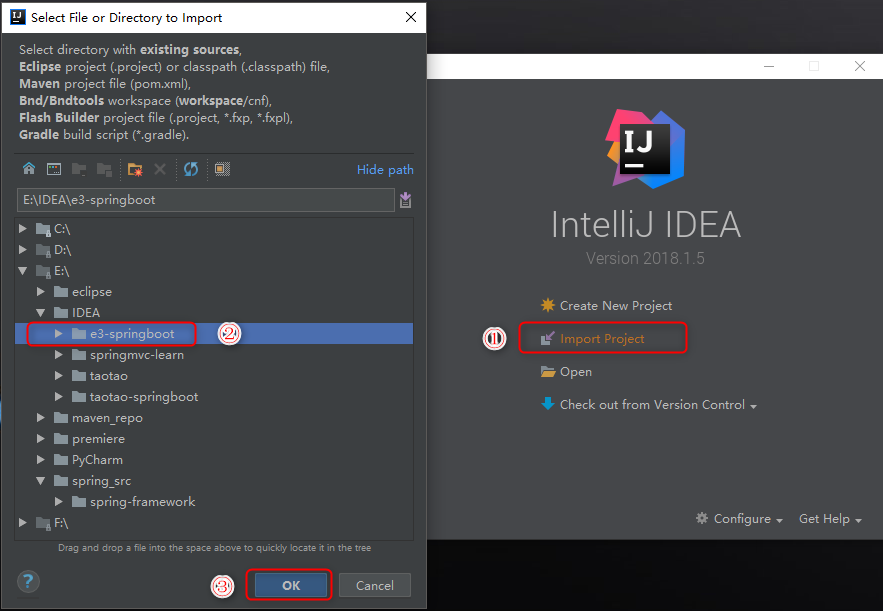 Select File or Directory to Import
Select directory with existing sources,
Eclipse project (.project) or classpath (.classpath) file,
Maven project file (pom.xml),
Bnd/Bndtools workspace (workspace/cnf),
Flash Builder project file (.project, *.fxp, *.fxpl),
Gradle build script (*.gradle).
Hide path
E:\IDEA\e3-springboot
C:\
D:\
E:\
eclipse
IDEA
e3-springboot
②
springmvc-learn
taotao
taotao-springboot
maven_repo
premiere
PyCharm
spring_src
spring-framework
F:\
Drag and drop a file into the space above to quickly locate it in the tree
?
③
OK
Cancel
IJ
IntelliJ IDEA
Version 2018.1.5
Create New Project
①
Import Project
Open
Check out from Version Control
Configure
Get Help